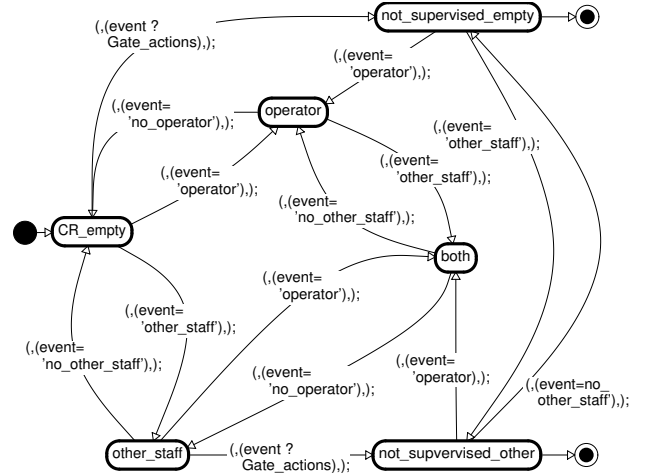 not_supervised_empty
(,(event ?
Gate_actions),);
(,(event=
'operator'),);
operator
(,(event=
'no_operator'),);
(,(event=
'other_staff'),);
(,(event=
'operator'),);
(,(event=
'other_staff'),);
(,(event=
'no_other_staff'),);
CR_empty
both
(,(event=
'operator'),);
(,(event=
'other_staff'),);
(,(event=
'no_other_staff'),);
(,(event=
'no_operator'),);
(,(event=
'operator),);
(,(event=no_
other_staff'),);
other_staff
(,(event ?
Gate_actions),);
not_supvervised_other